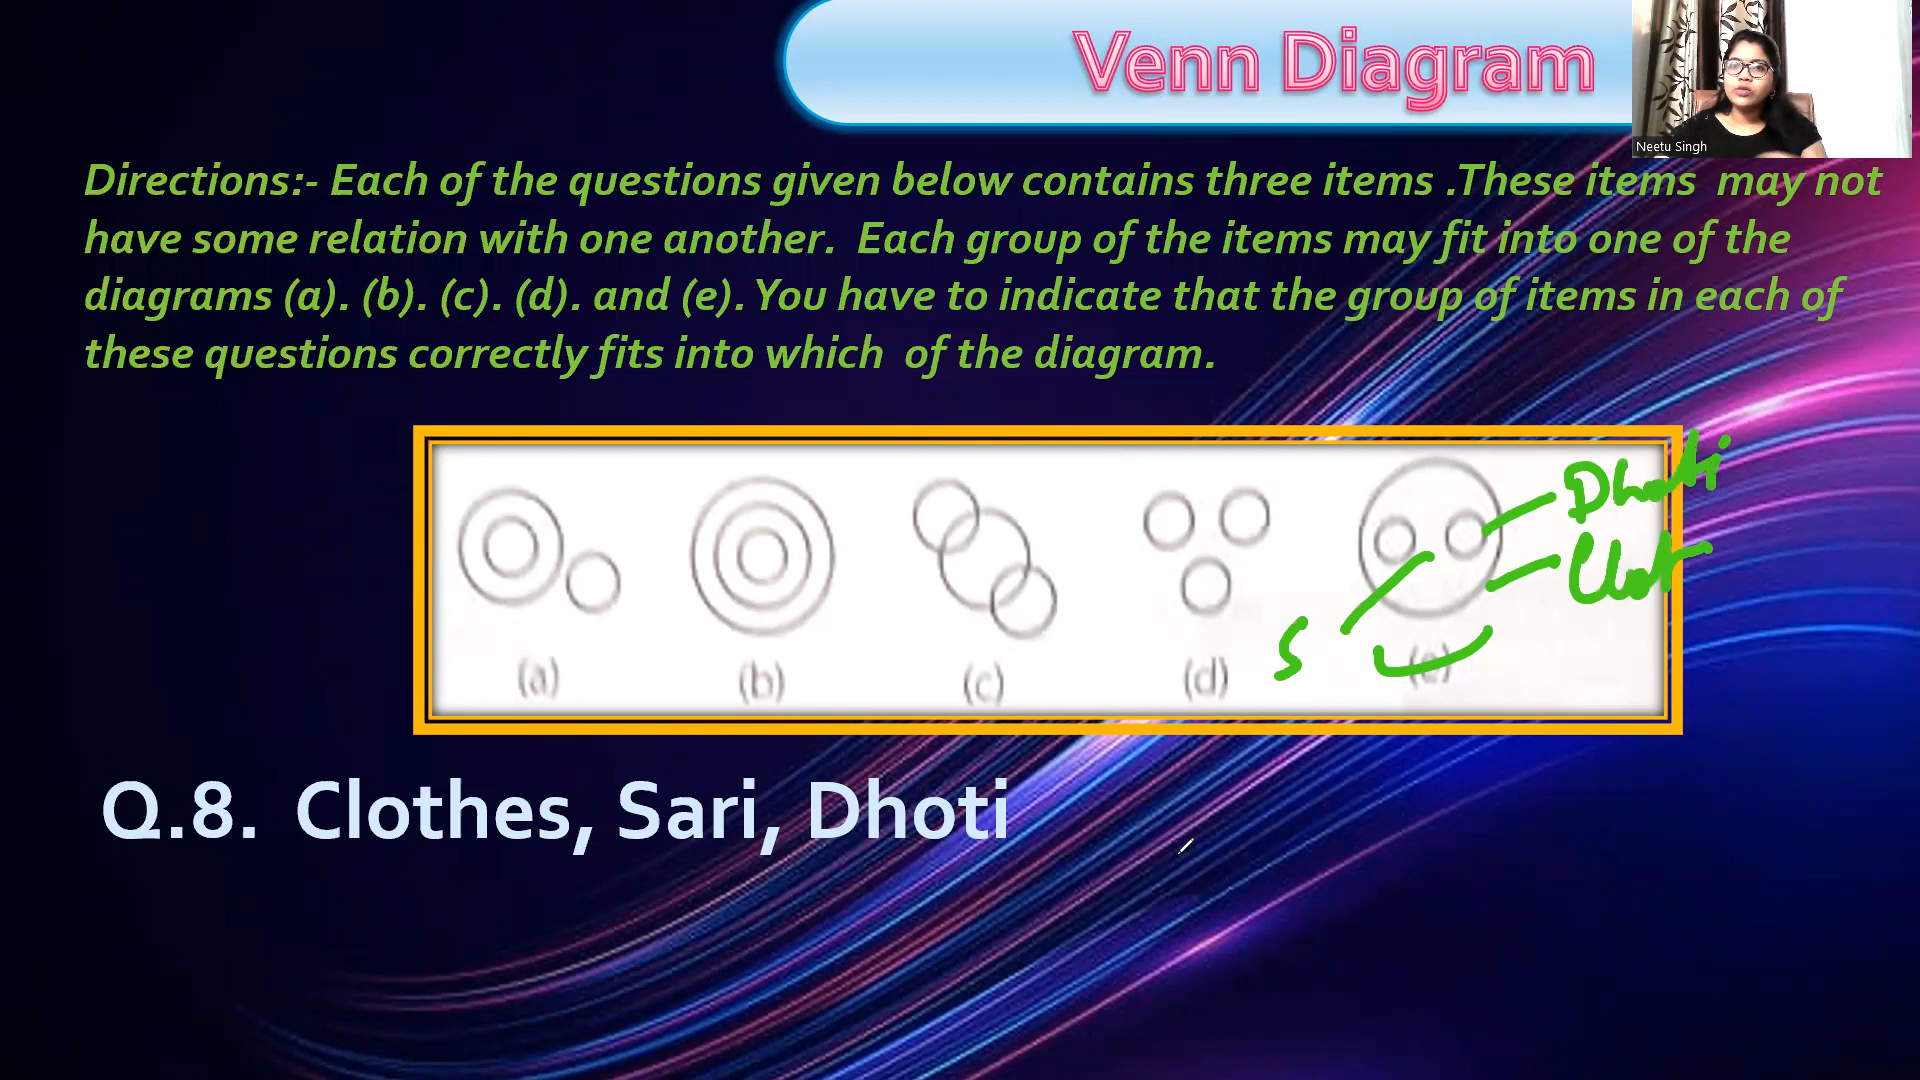 Venn Diagram
Neetu Singh
Directions:- Each of the questions given below contains three items .These items may not
have some relation with one another. Each group of the items may fit into one of the
diagrams (a). (b). (c). (d). and (e). You have to indicate that the group of items in each of
these questions correctly fits into which of the diagram.
Dhoti
S
(a) (b) (c) (d) (e)
Q.8. Clothes, Sari, Dhoti